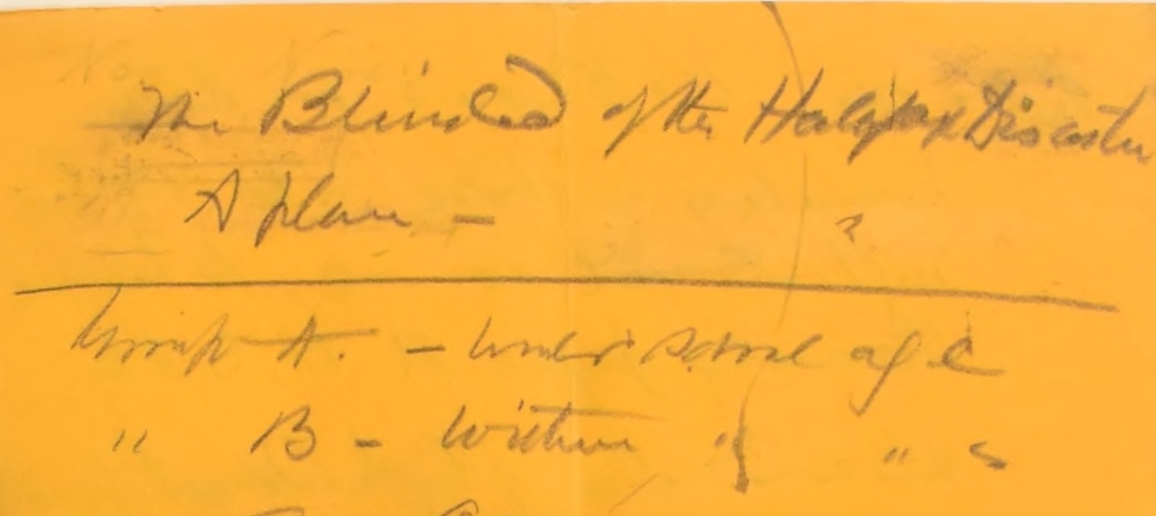 The Blinded of the Halifax Disaster
A plan –
Group A. – Under School age
" B – Within " "